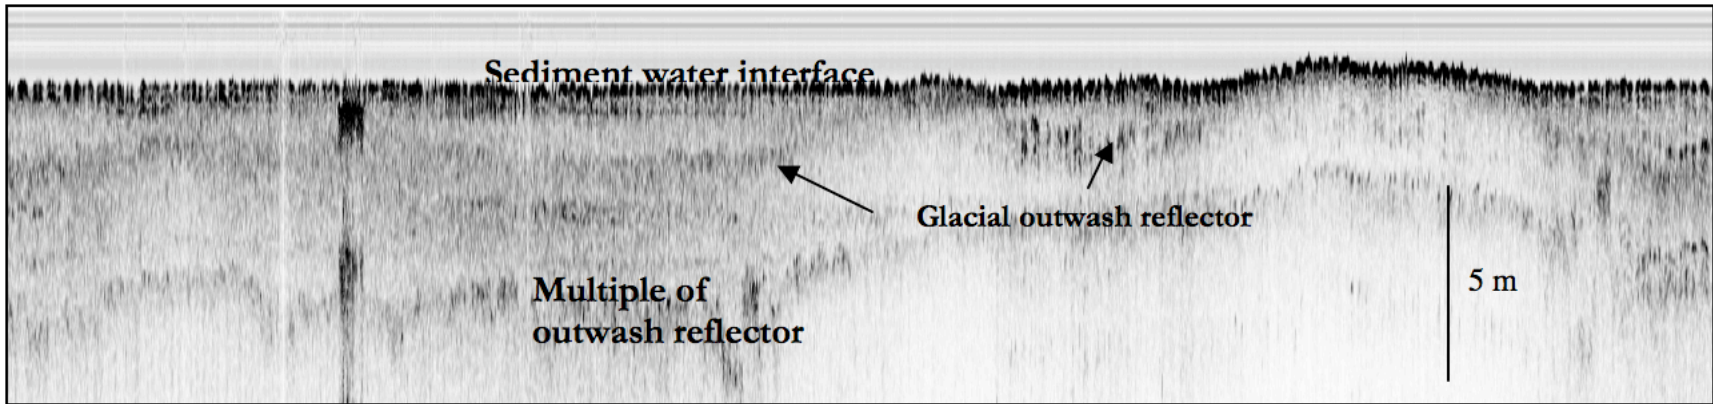 Sediment water interface
Glacial outwash reflector
5 m
Multiple of
outwash reflector